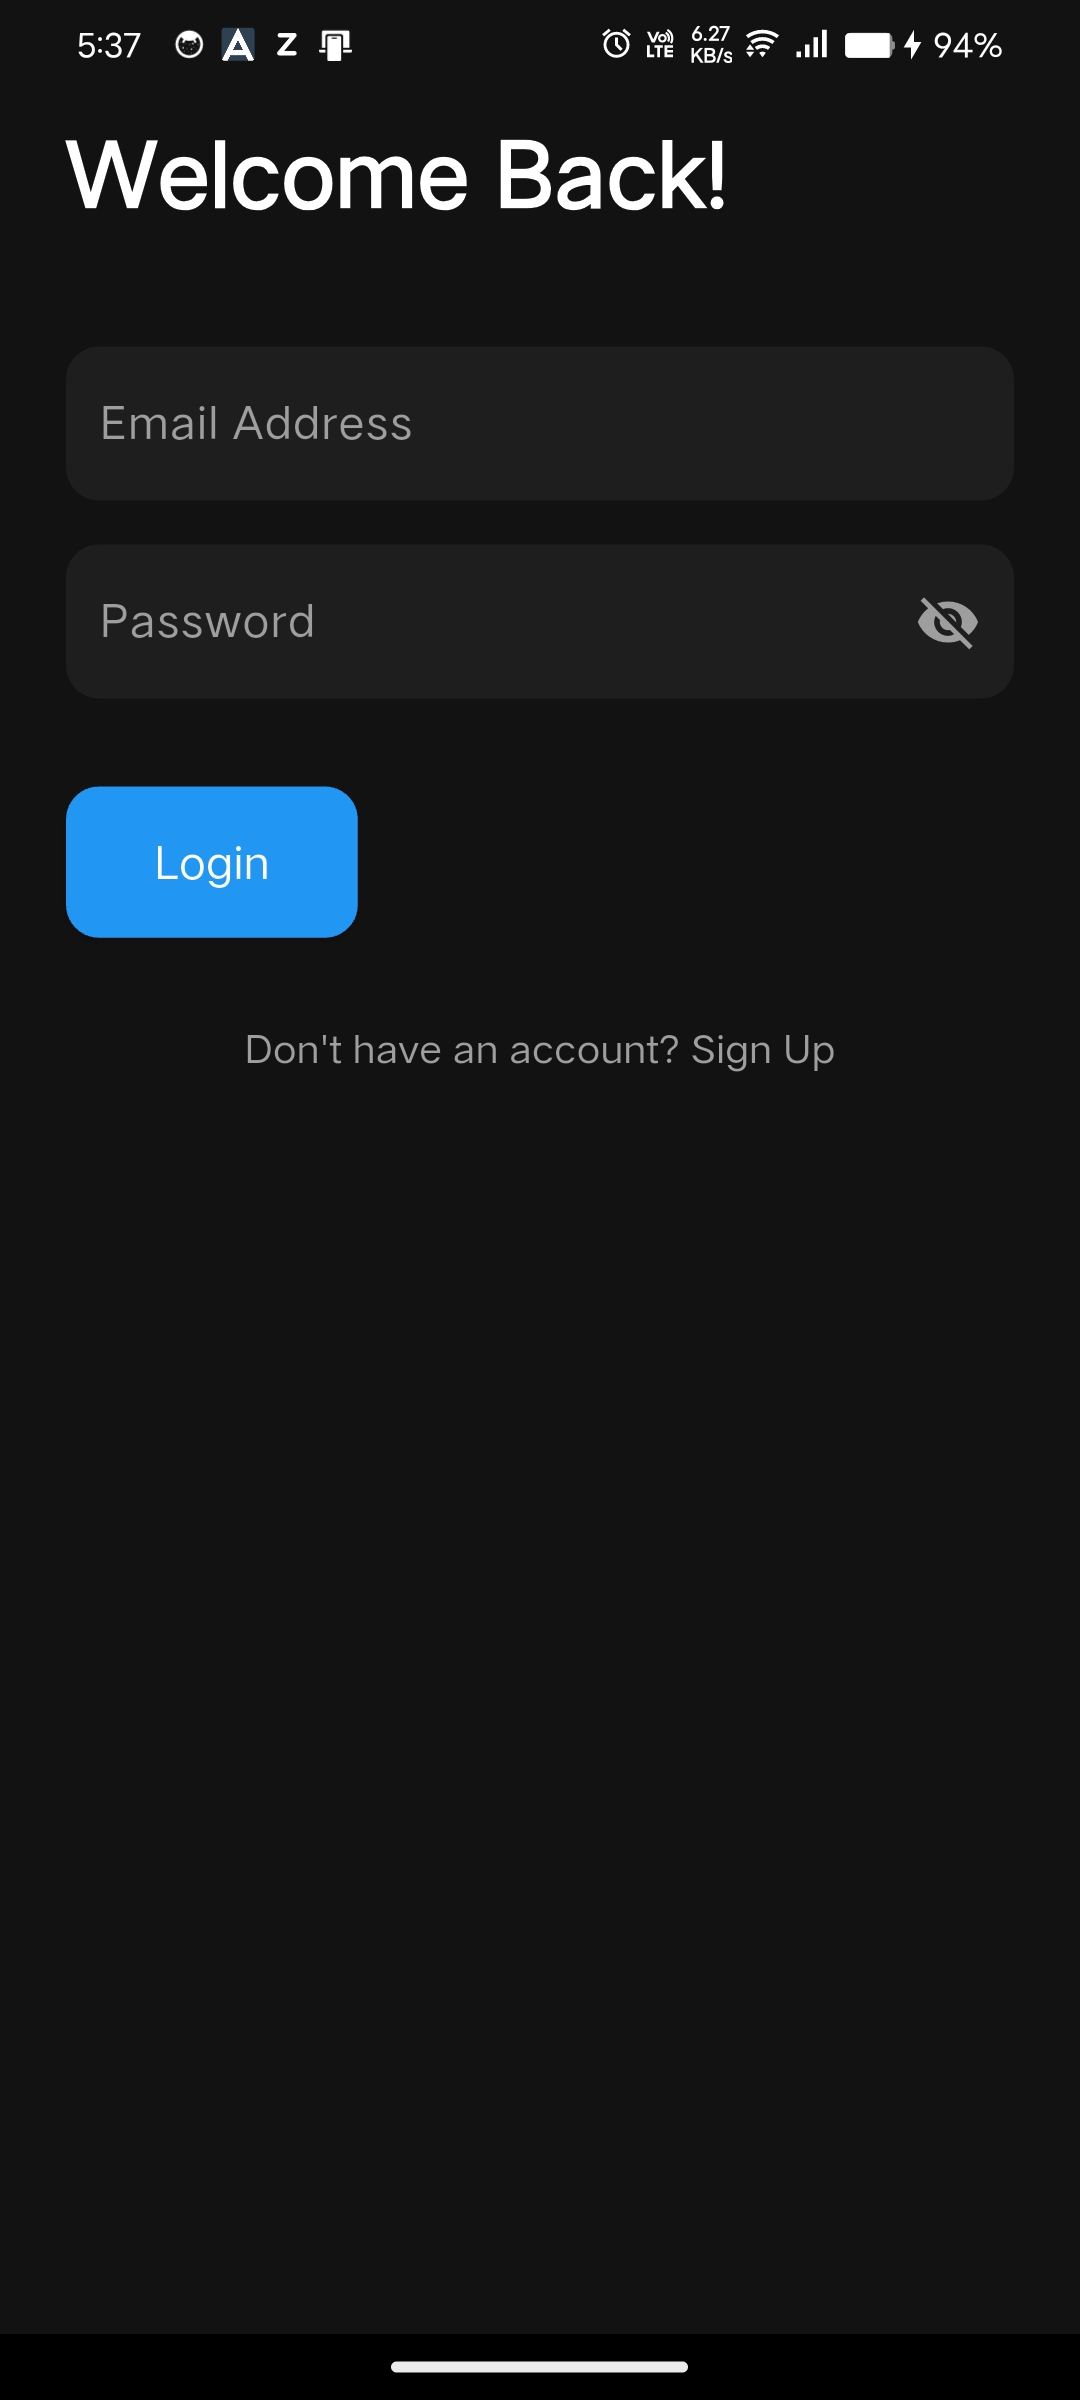 5:37 Z Vo LTE 6.27 KB/s 94%
Welcome Back!
Email Address
Password
Login
Don't have an account? Sign Up